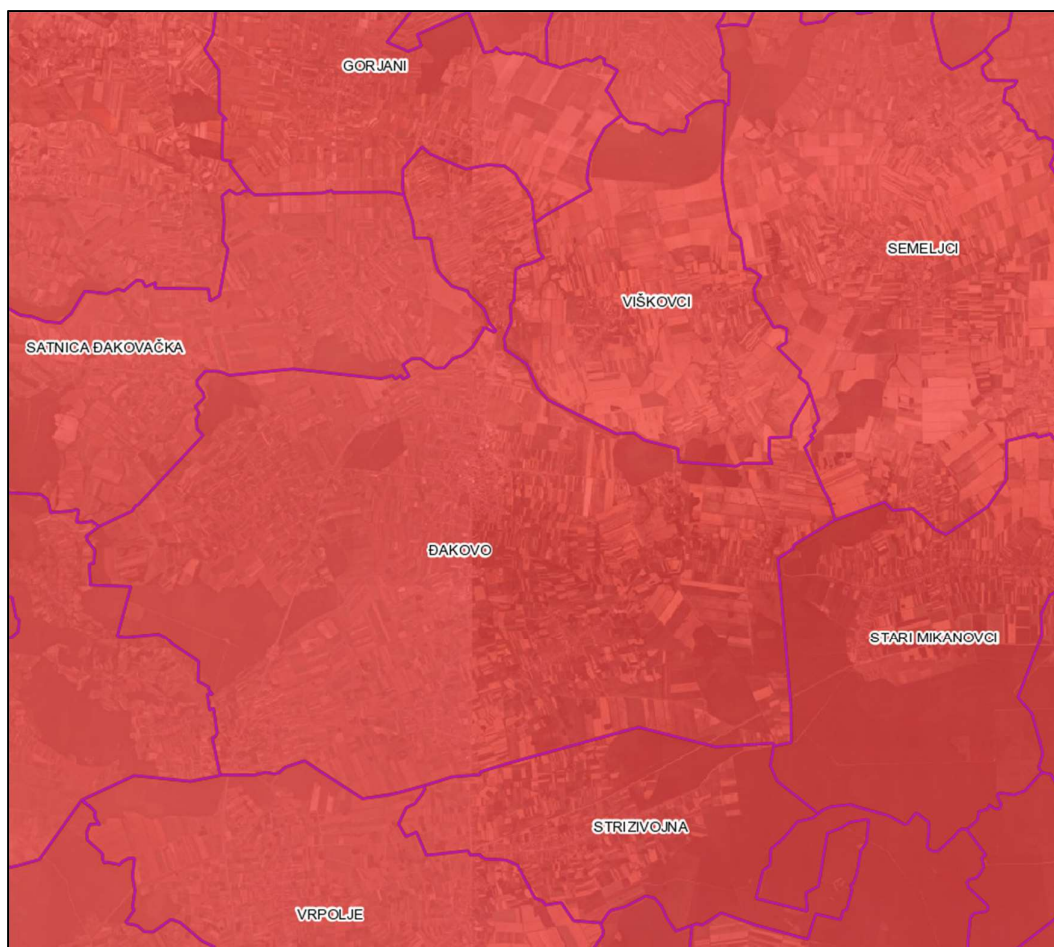 GORJANI
SEMELJCI
VIŠKOVCI
SATNICA ĐAKOVAČKA
ĐAKOVO
STARI MIKANOVCI
STRIZIVOJNA
VRPOLJE